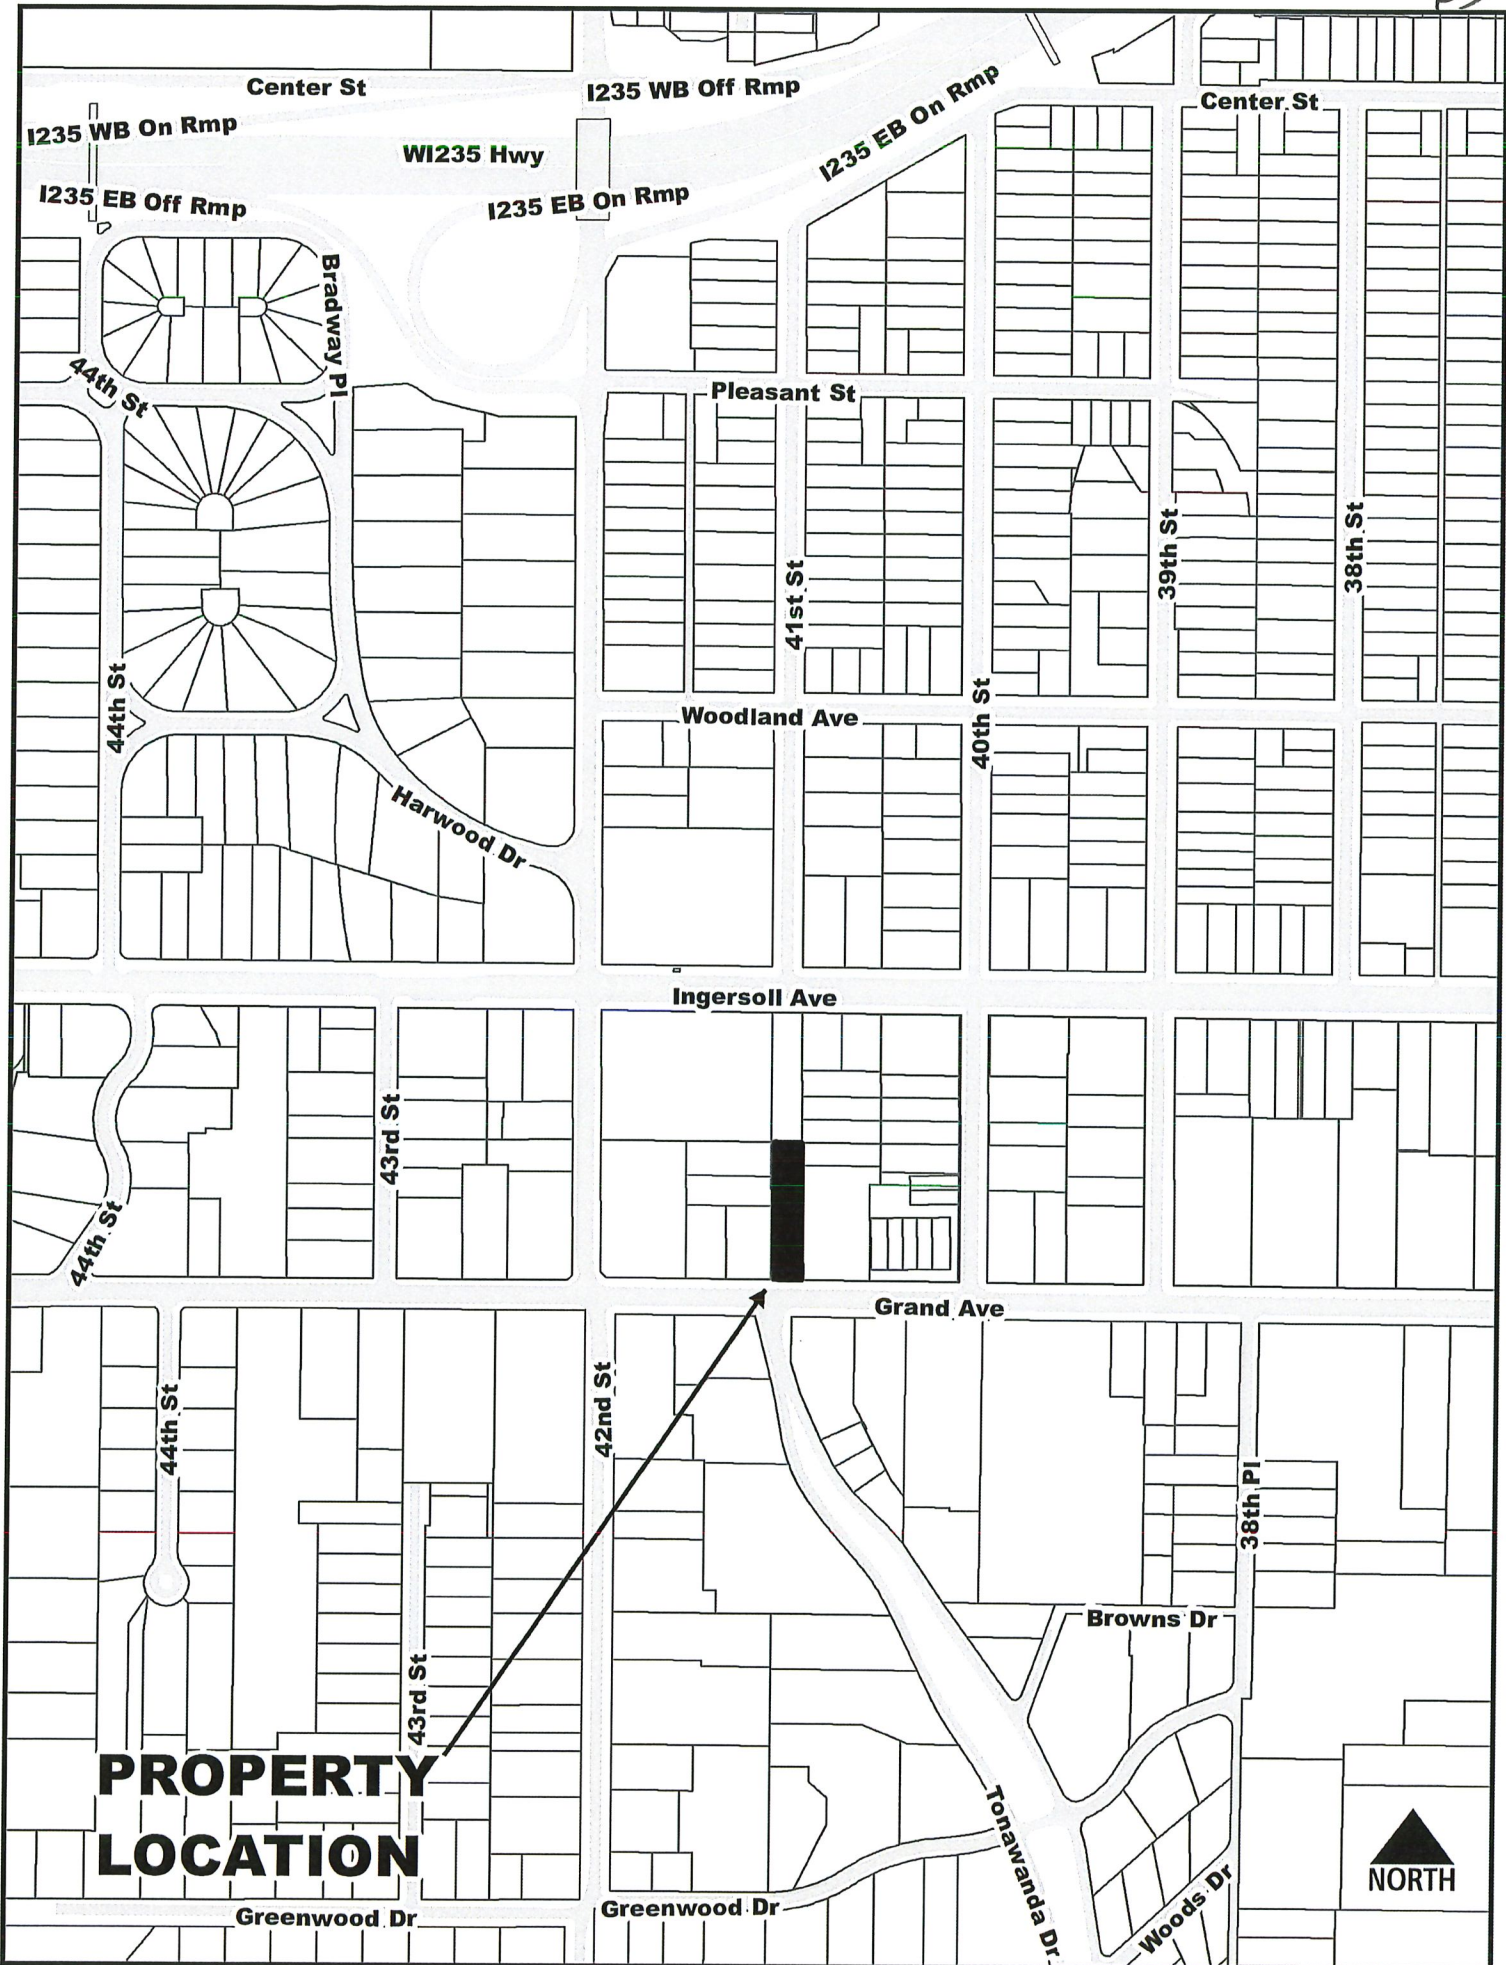 Center St
I235 WB Off Rmp
I235 EB On Rmp
Center St
I235 WB On Rmp
WI235 Hwy
I235 EB Off Rmp
I235 EB On Rmp
Bradway Pl
44th St
Pleasant St
41st St
39th St
38th St
44th St
Woodland Ave
40th St
Harwood Dr
Ingersoll Ave
43rd St
44th St
Grand Ave
44th St
42nd St
38th Pl
Browns Dr
43rd St
PROPERTY
LOCATION
Tonawanda Dr
NORTH
Woods Dr
Greenwood Dr
Greenwood Dr